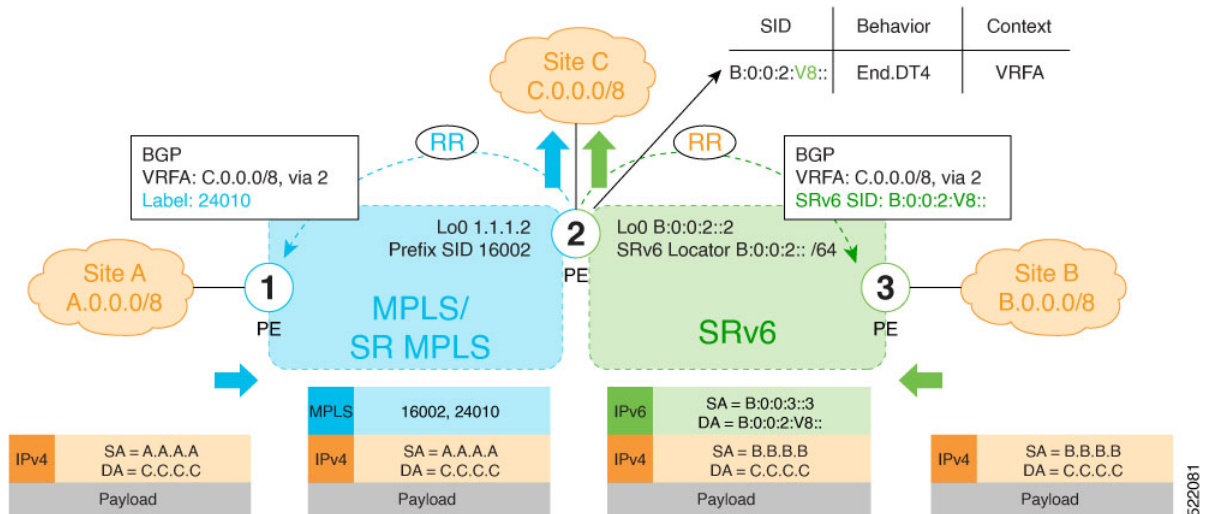 SID Behavior Context
B:0:0:2:V8:: End.DT4 VRFA
Site C
C.0.0.0/8
RR
RR
BGP
VRFA: C.0.0.0/8, via 2
Label: 24010
BGP
VRFA: C.0.0.0/8, via 2
SRv6 SID: B:0:0:2:V8::
Lo0 1.1.1.2
Prefix SID 16002
2
PE
Lo0 B:0:0:2::2
SRv6 Locator B:0:0:2:: /64
Site A
A.0.0.0/8
1
PE
MPLS/
SR MPLS
SRv6
3
PE
Site B
B.0.0.0/8
IPv4
SA = A.A.A.A
DA = C.C.C.C
Payload
MPLS
16002, 24010
IPv4
SA = A.A.A.A
DA = C.C.C.C
Payload
IPv6
SA = B:0:0:3::3
DA = B:0:0:2:V8::
IPv4
SA = B.B.B.B
DA = C.C.C.C
Payload
IPv4
SA = B.B.B.B
DA = C.C.C.C
Payload
522081